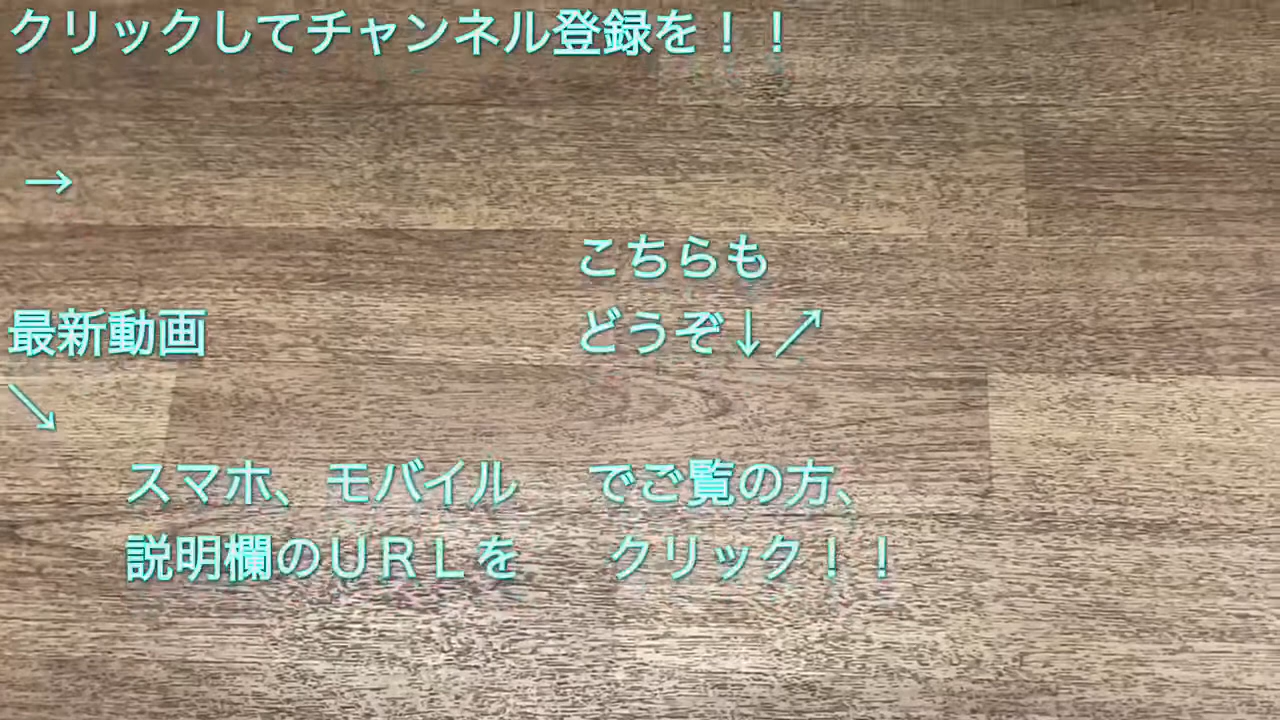 クリックしてチャンネル登録を！！
→
こちらも
最新動画
どうぞ↓↗
↘
スマホ、モバイル　でご覧の方、
説明欄のＵＲＬを　クリック！！